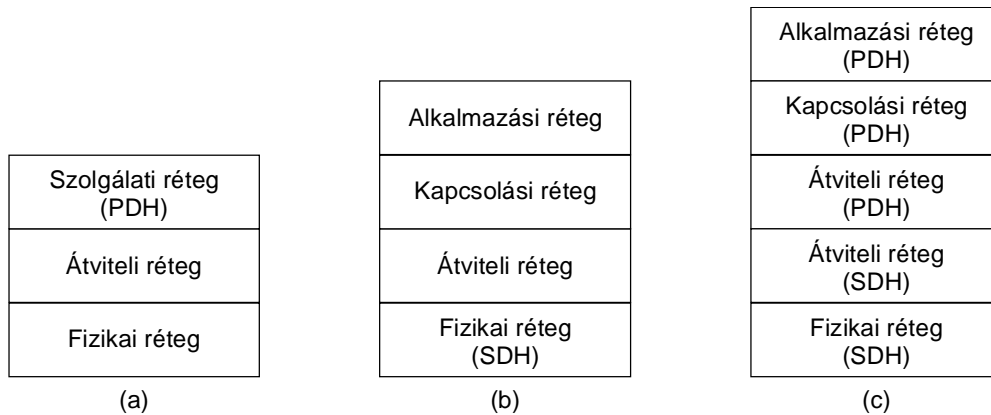 Szolgálati réteg
(PDH)
Átviteli réteg
Fizikai réteg
(a)
Alkalmazási réteg
Kapcsolási réteg
Átviteli réteg
Fizikai réteg
(SDH)
(b)
Alkalmazási réteg
(PDH)
Kapcsolási réteg
(PDH)
Átviteli réteg
(PDH)
Átviteli réteg
(SDH)
Fizikai réteg
(SDH)
(c)